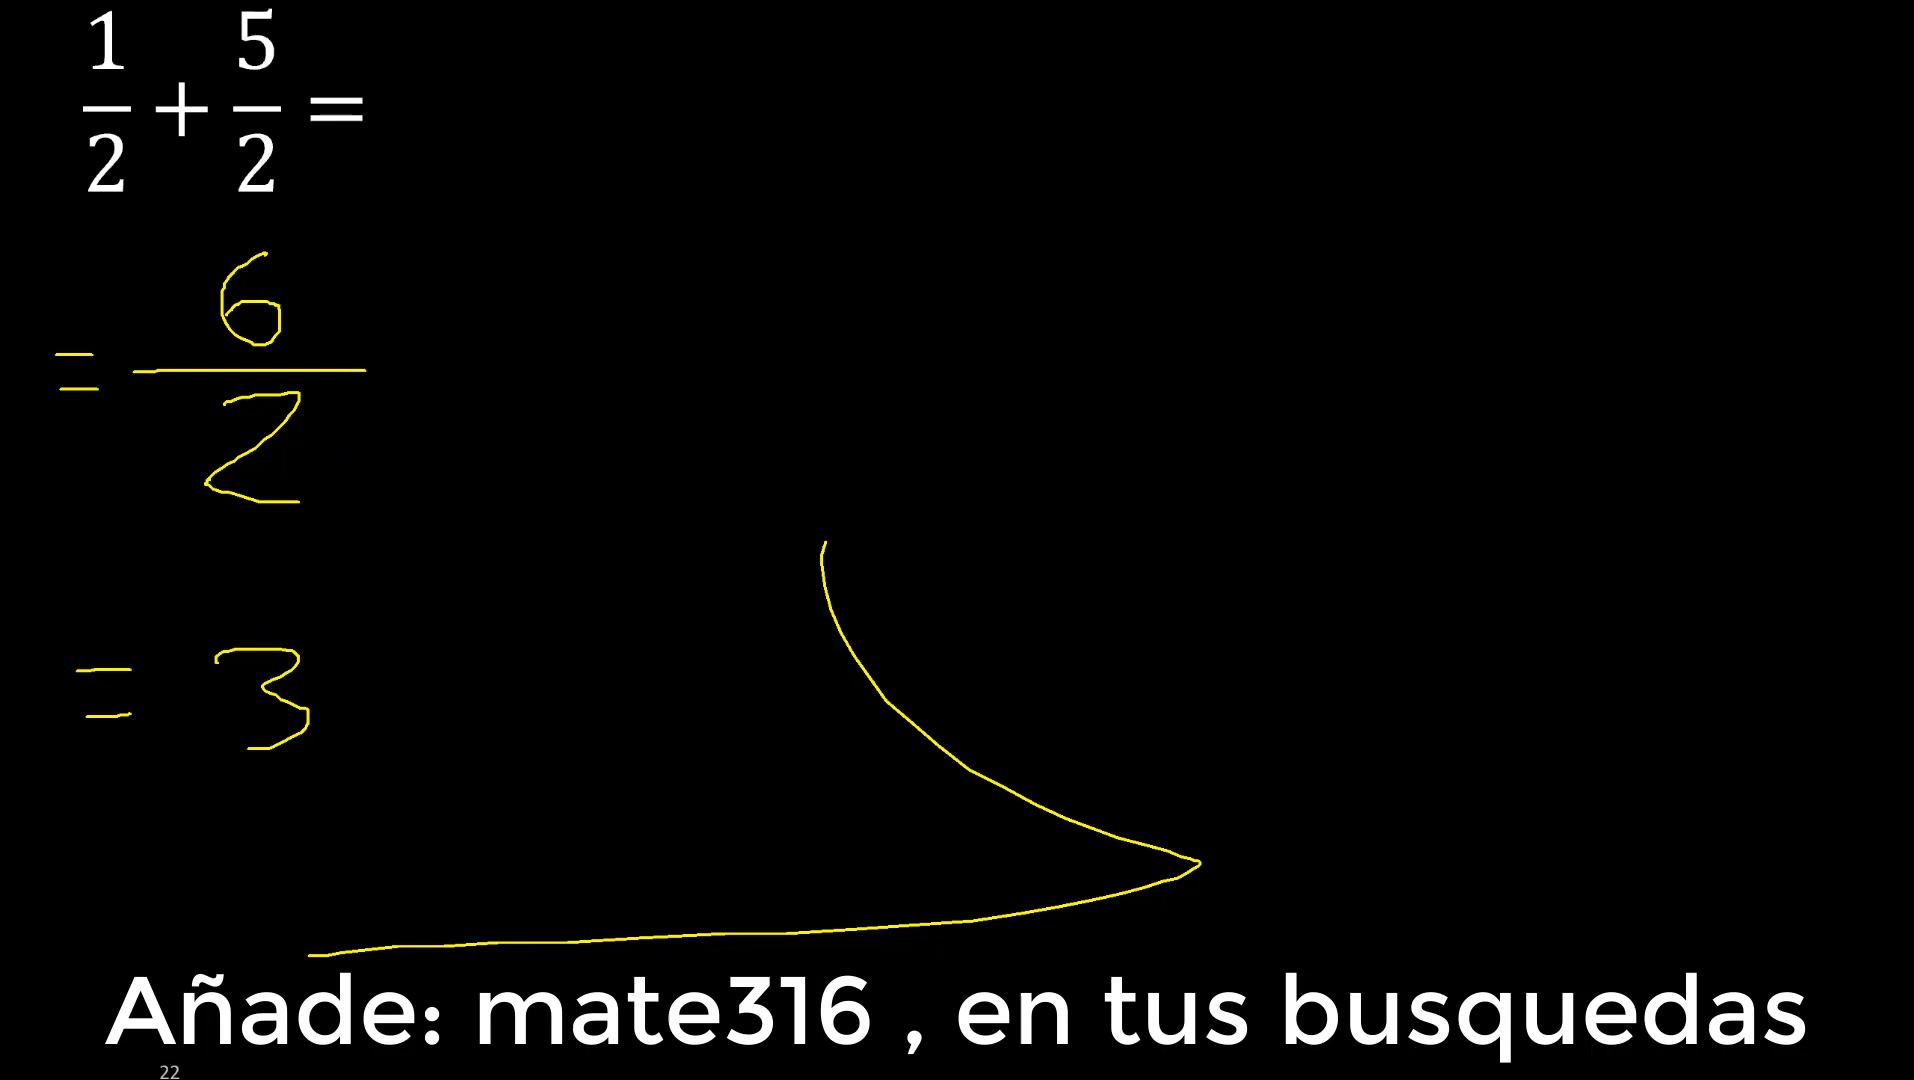 1/2 + 5/2 =
= 6/2
= 3
Añade: mate316 , en tus busquedas
22